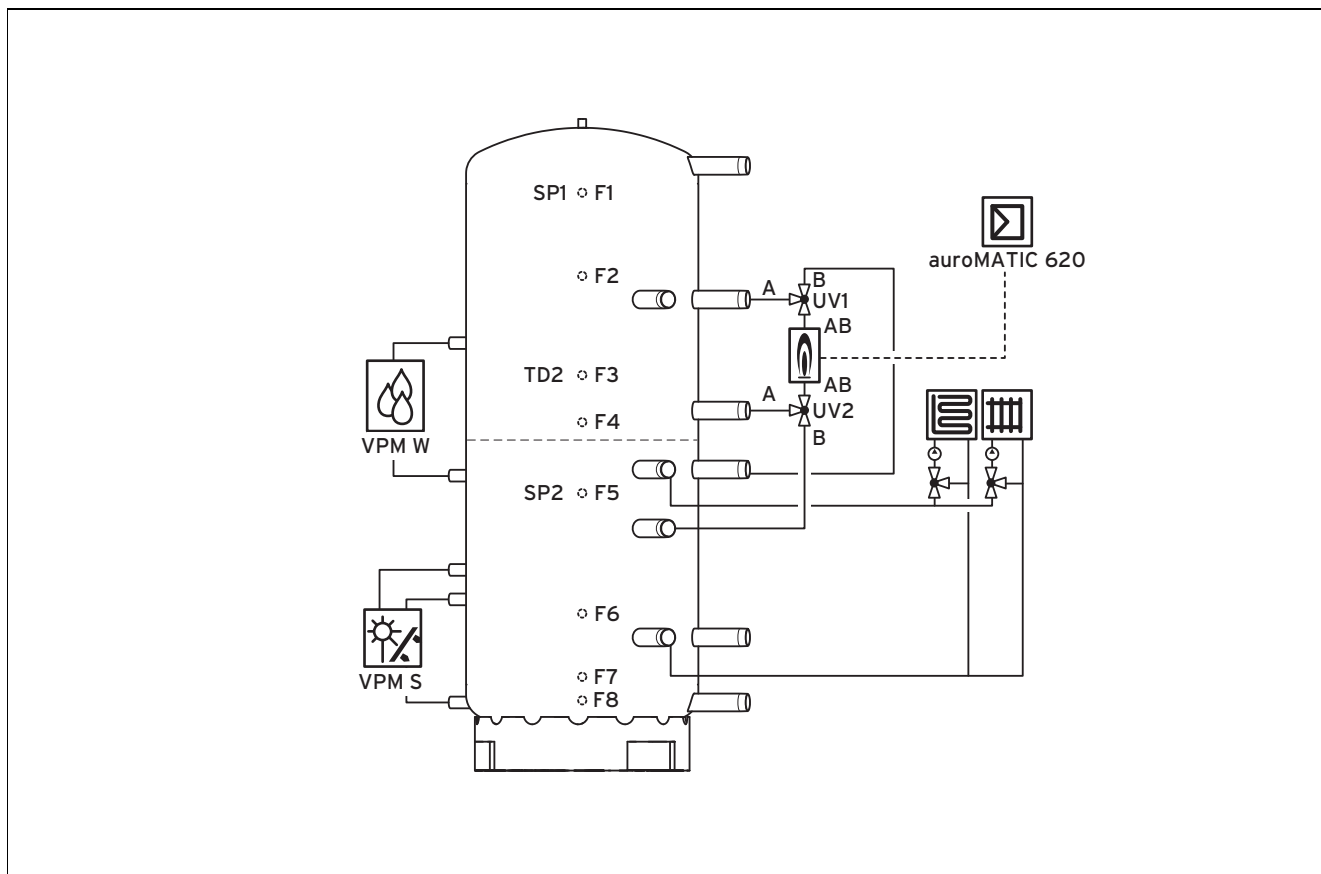 SP1 F1
auroMATIC 620
F2
A
B
UV1
AB
TD2 F3
AB
A
UV2
F4
B
VPM W
SP2 F5
F6
F7
VPM S
F8